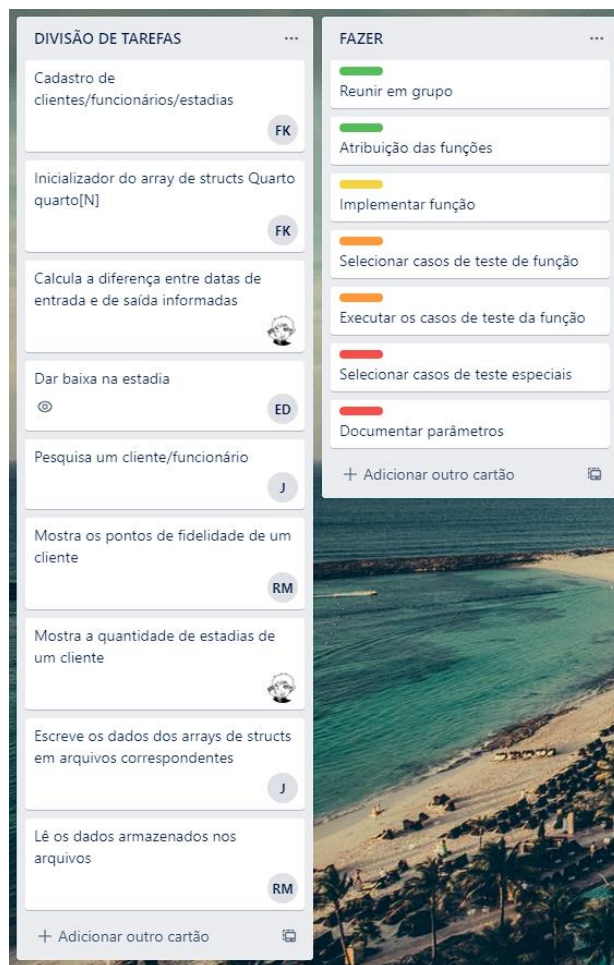 DIVISÃO DE TAREFAS
Cadastro de
clientes/funcionários/estadias
FK
Inicializador do array de structs Quarto
quarto[N]
FK
Calcula a diferença entre datas de
entrada e de saída informadas
Dar baixa na estadia
ED
Pesquisa um cliente/funcionário
J
Mostra os pontos de fidelidade de um
cliente
RM
Mostra a quantidade de estadias de
um cliente
Escreve os dados dos arrays de structs
em arquivos correspondentes
J
Lê os dados armazenados nos
arquivos
RM
+ Adicionar outro cartão
FAZER
Reunir em grupo
Atribuição das funções
Implementar função
Selecionar casos de teste de função
Executar os casos de teste da função
Selecionar casos de teste especiais
Documentar parâmetros
+ Adicionar outro cartão